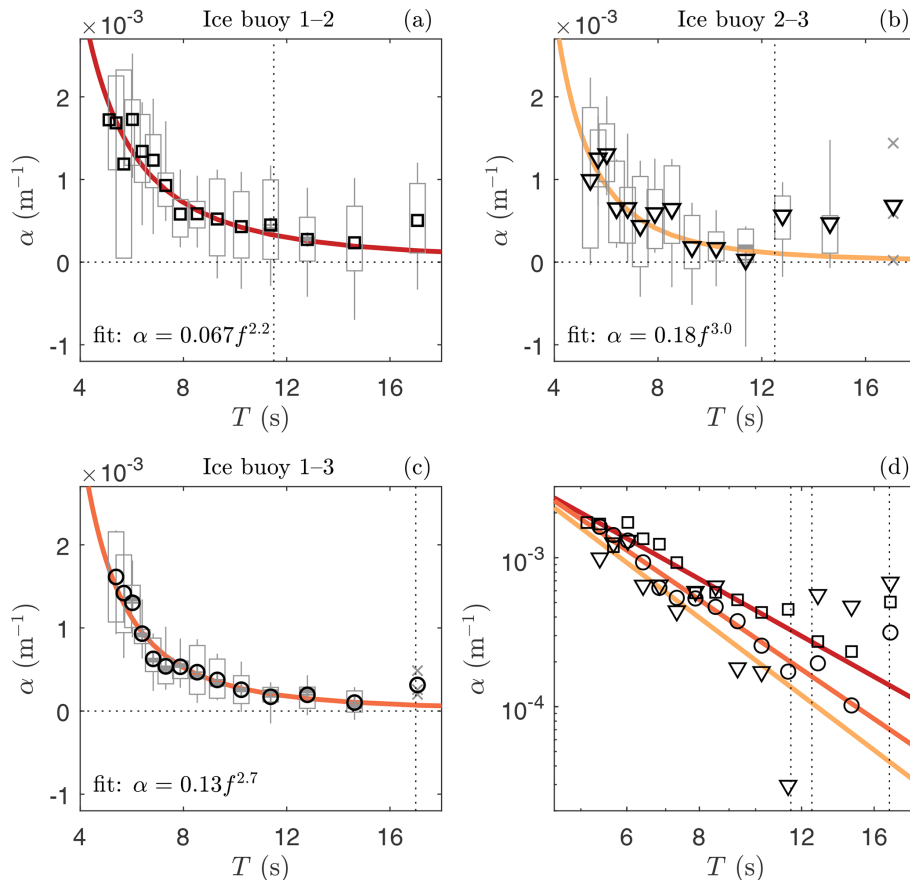 ×10⁻³ Ice buoy 1–2 (a)
2
1
0
-1
α (m⁻¹)
fit: α = 0.067f^2.2
4 8 12 16
T (s)
×10⁻³ Ice buoy 2–3 (b)
2
1
0
-1
α (m⁻¹)
fit: α = 0.18f^3.0
4 8 12 16
T (s)
×10⁻³ Ice buoy 1–3 (c)
2
1
0
-1
α (m⁻¹)
fit: α = 0.13f^2.7
4 8 12 16
T (s)
(d)
10⁻³
10⁻⁴
α (m⁻¹)
6 8 12 16
T (s)